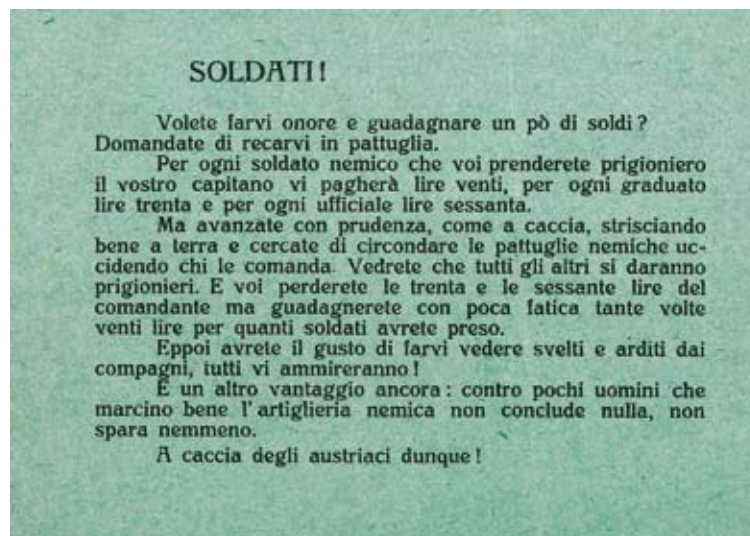 SOLDATI!
Volete farvi onore e guadagnare un pò di soldi?
Domandate di recarvi in pattuglia.
Per ogni soldato nemico che voi prenderete prigioniero
il vostro capitano vi pagherà lire venti, per ogni graduato
lire trenta e per ogni ufficiale lire sessanta.
Ma avanzate con prudenza, come a caccia, strisciando
bene a terra e cercate di circondare le pattuglie nemiche uc-
cidendo chi le comanda. Vedrete che tutti gli altri si daranno
prigionieri. E voi perderete le trenta e le sessante lire del
comandante ma guadagnerete con poca fatica tante volte
venti lire per quanti soldati avrete preso.
Eppoi avrete il gusto di farvi vedere svelti e arditi dai
compagni, tutti vi ammireranno!
E un altro vantaggio ancora: contro pochi uomini che
marcino bene l'artiglieria nemica non conclude nulla, non
spara nemmeno.
A caccia degli austriaci dunque!